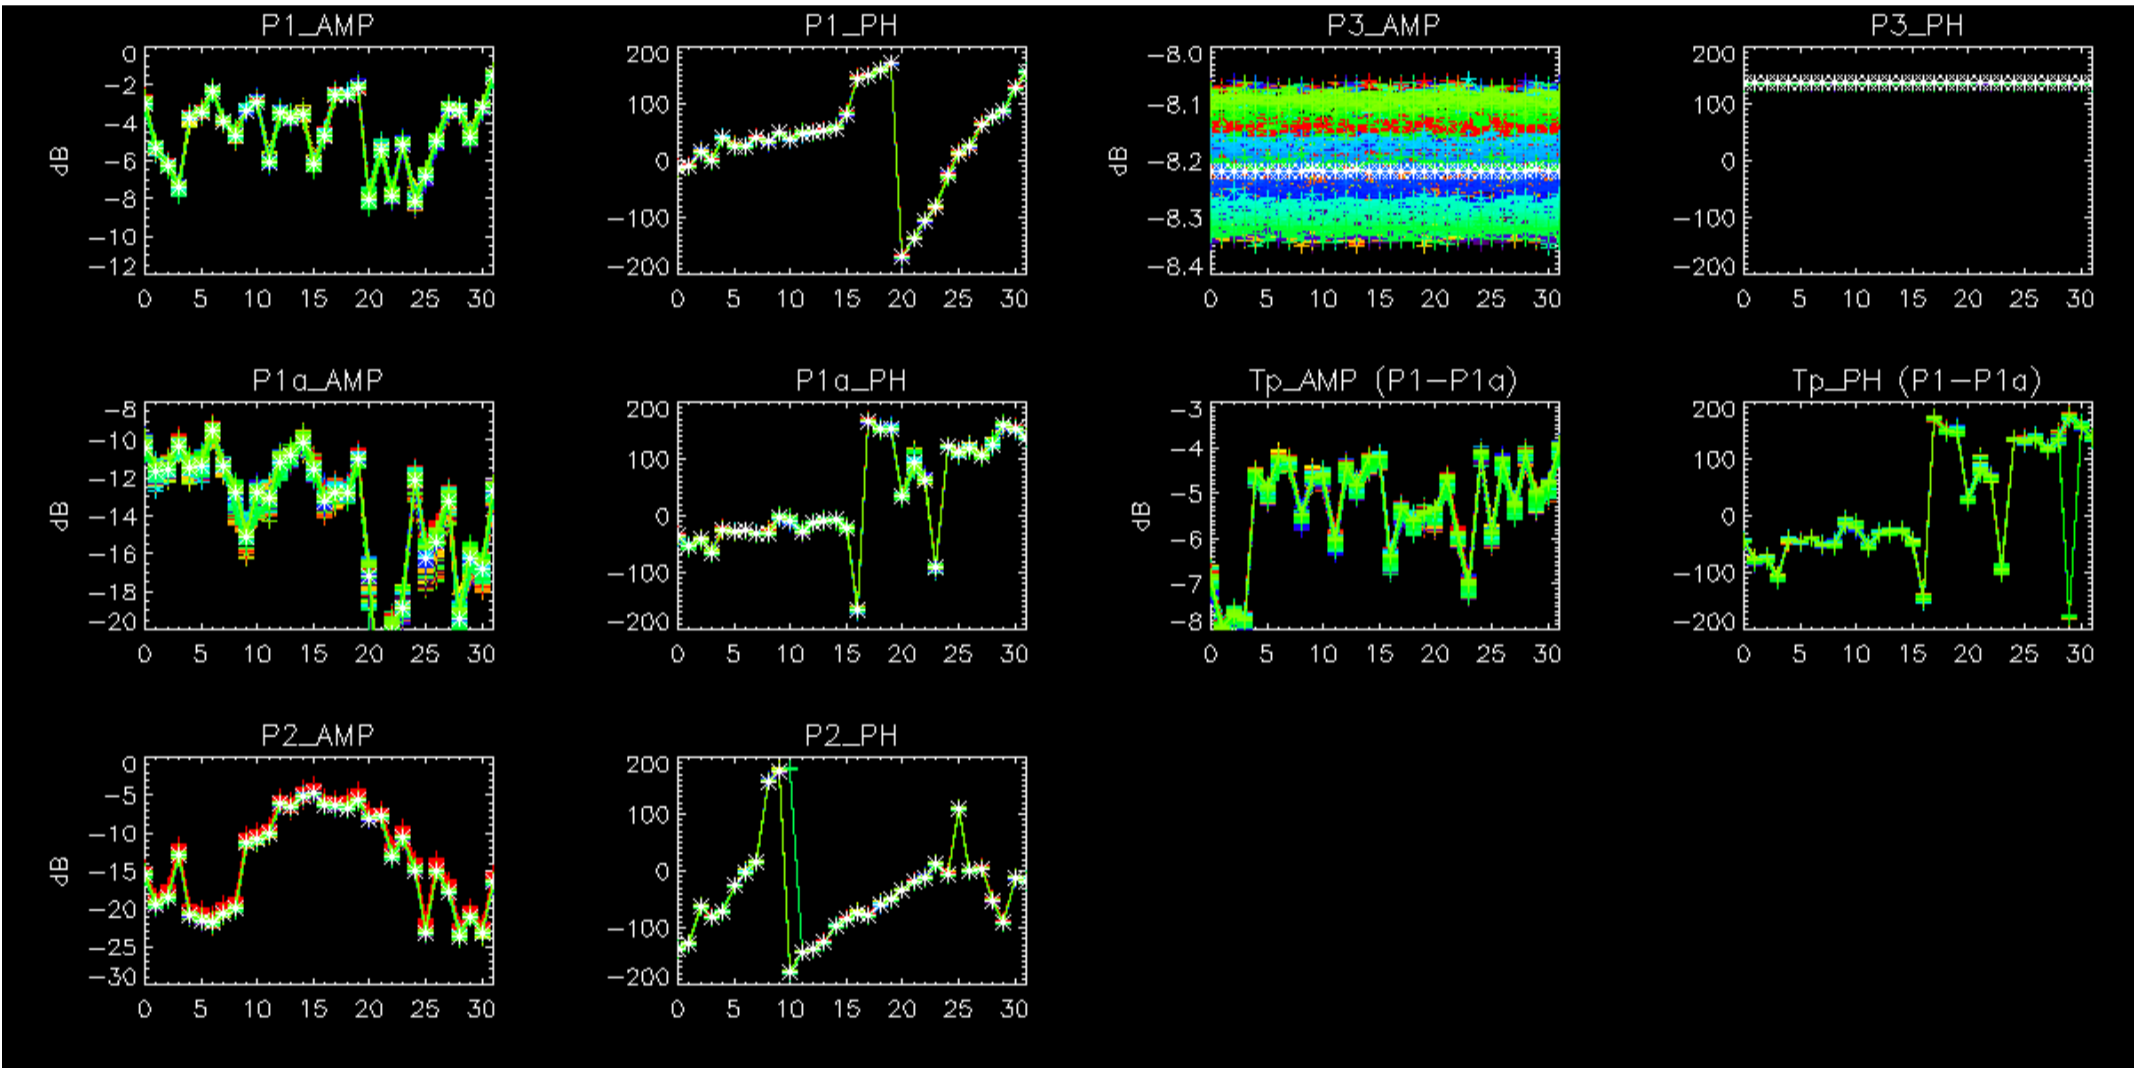 P1_AMP
P1_PH
P3_AMP
P3_PH
dB
0
-2
-4
-6
-8
-10
-12
0 5 10 15 20 25 30
200
100
0
-100
-200
0 5 10 15 20 25 30
dB
-8.0
-8.1
-8.2
-8.3
-8.4
0 5 10 15 20 25 30
200
100
0
-100
-200
0 5 10 15 20 25 30
P1a_AMP
P1a_PH
Tp_AMP (P1-P1a)
Tp_PH (P1-P1a)
dB
-8
-10
-12
-14
-16
-18
-20
0 5 10 15 20 25 30
200
100
0
-100
-200
0 5 10 15 20 25 30
dB
-3
-4
-5
-6
-7
-8
0 5 10 15 20 25 30
200
100
0
-100
-200
0 5 10 15 20 25 30
P2_AMP
P2_PH
dB
0
-5
-10
-15
-20
-25
-30
0 5 10 15 20 25 30
200
100
0
-100
-200
0 5 10 15 20 25 30